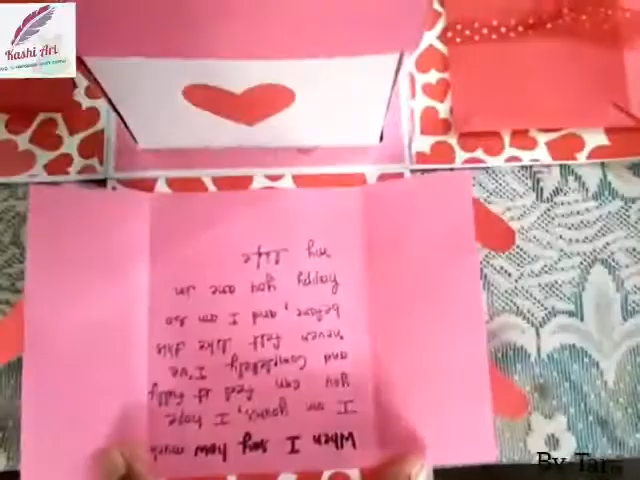 Kashi Art
When I say how much
I am yours, I hope
you can feel it fully
and completely I've
never felt like this
before, and I am so
happy you are in
my life
By Tar